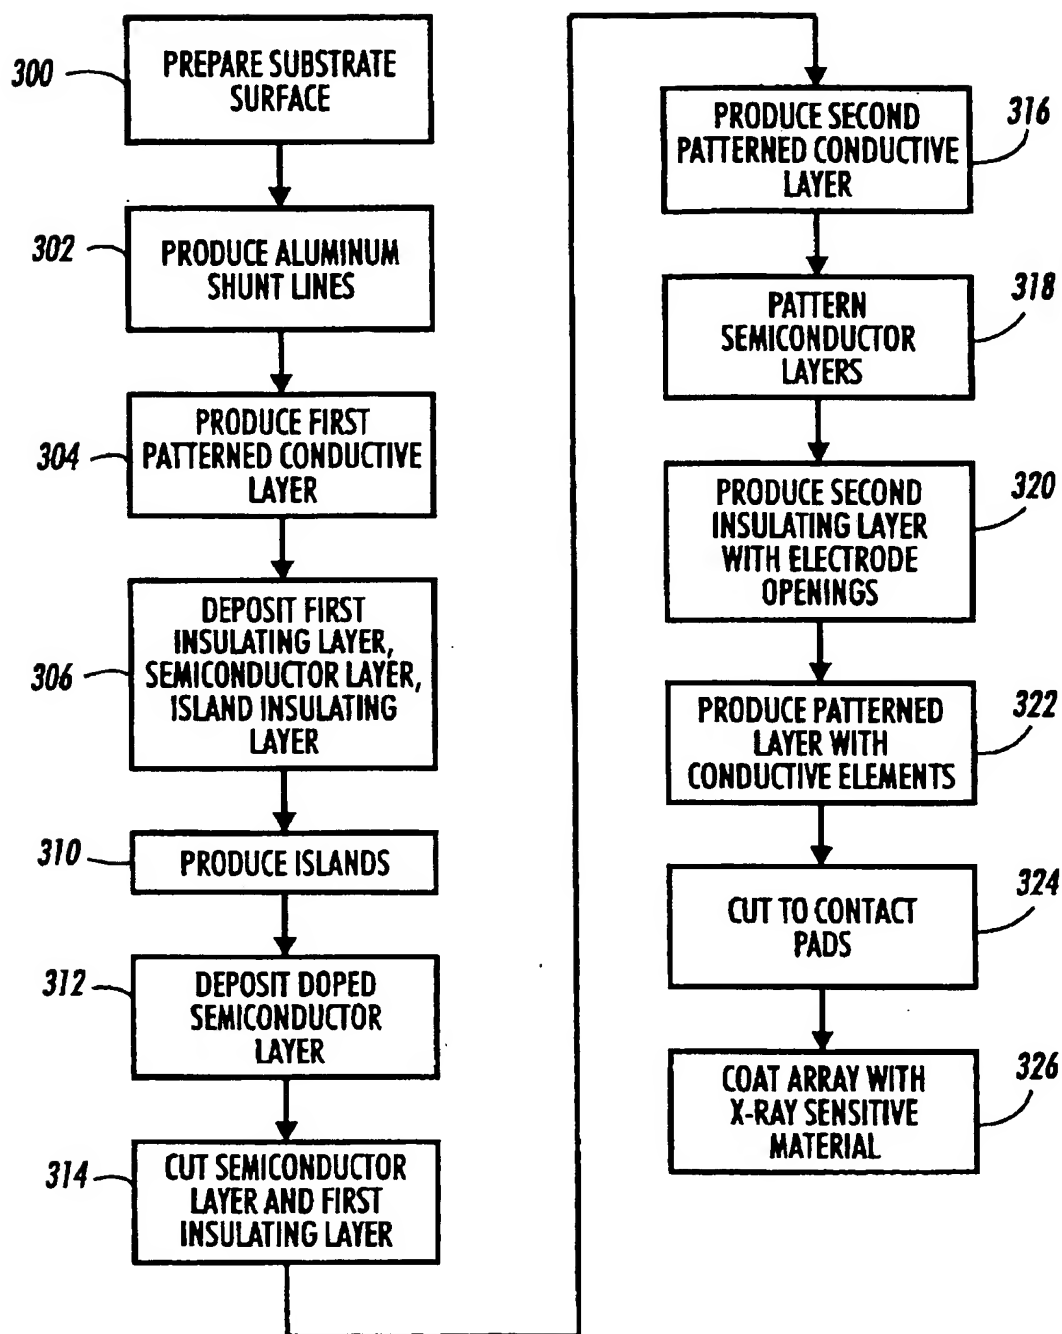 300
PREPARE SUBSTRATE
SURFACE
302
PRODUCE ALUMINUM
SHUNT LINES
304
PRODUCE FIRST
PATTERNED CONDUCTIVE
LAYER
306
DEPOSIT FIRST
INSULATING LAYER,
SEMICONDUCTOR LAYER,
ISLAND INSULATING
LAYER
310
PRODUCE ISLANDS
312
DEPOSIT DOPED
SEMICONDUCTOR
LAYER
314
CUT SEMICONDUCTOR
LAYER AND FIRST
INSULATING LAYER
316
PRODUCE SECOND
PATTERNED CONDUCTIVE
LAYER
318
PATTERN
SEMICONDUCTOR
LAYERS
320
PRODUCE SECOND
INSULATING LAYER
WITH ELECTRODE
OPENINGS
322
PRODUCE PATTERNED
LAYER WITH
CONDUCTIVE ELEMENTS
324
CUT TO CONTACT
PADS
326
COAT ARRAY WITH
X-RAY SENSITIVE
MATERIAL